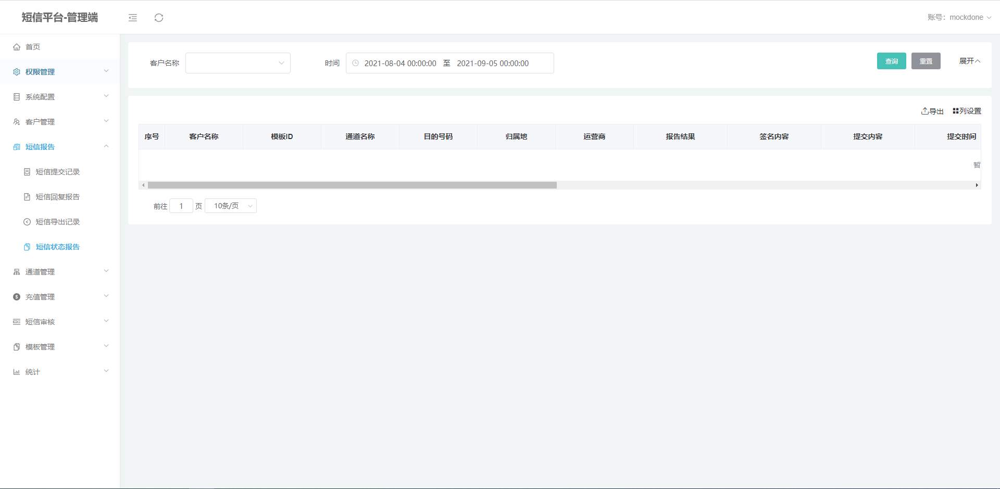 短信平台-管理端
账号：mockdone
首页
权限管理
系统配置
客户管理
短信报告
短信提交记录
短信回复报告
短信导出记录
短信状态报告
通道管理
充值管理
短信审核
模板管理
统计
客户名称
时间 2021-08-04 00:00:00 至 2021-09-05 00:00:00
查询 重置 展开
导出 列设置
序号 客户名称 模板ID 通道名称 目的号码 归属地 运营商 报告结果 签名内容 提交内容 提交时间
暂
前往 1 页 10条/页